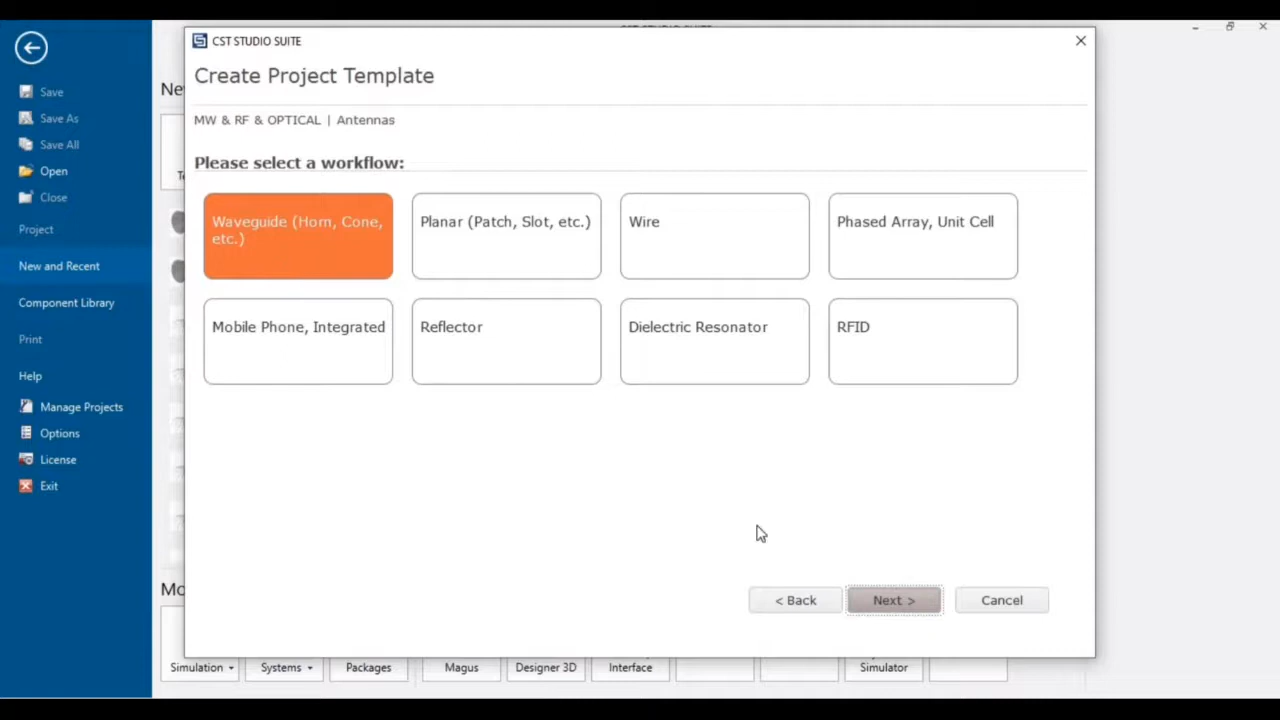 CST STUDIO SUITE
Create Project Template
MW & RF & OPTICAL | Antennas
Please select a workflow:
Waveguide (Horn, Cone,
etc.)
Planar (Patch, Slot, etc.)
Wire
Phased Array, Unit Cell
Mobile Phone, Integrated
Reflector
Dielectric Resonator
RFID
< Back
Next >
Cancel
Save
Save As
Save All
Open
Close
Project
New and Recent
Component Library
Print
Help
Manage Projects
Options
License
Exit
Simulation
Systems
Packages
Magus
Designer 3D
Interface
Simulator